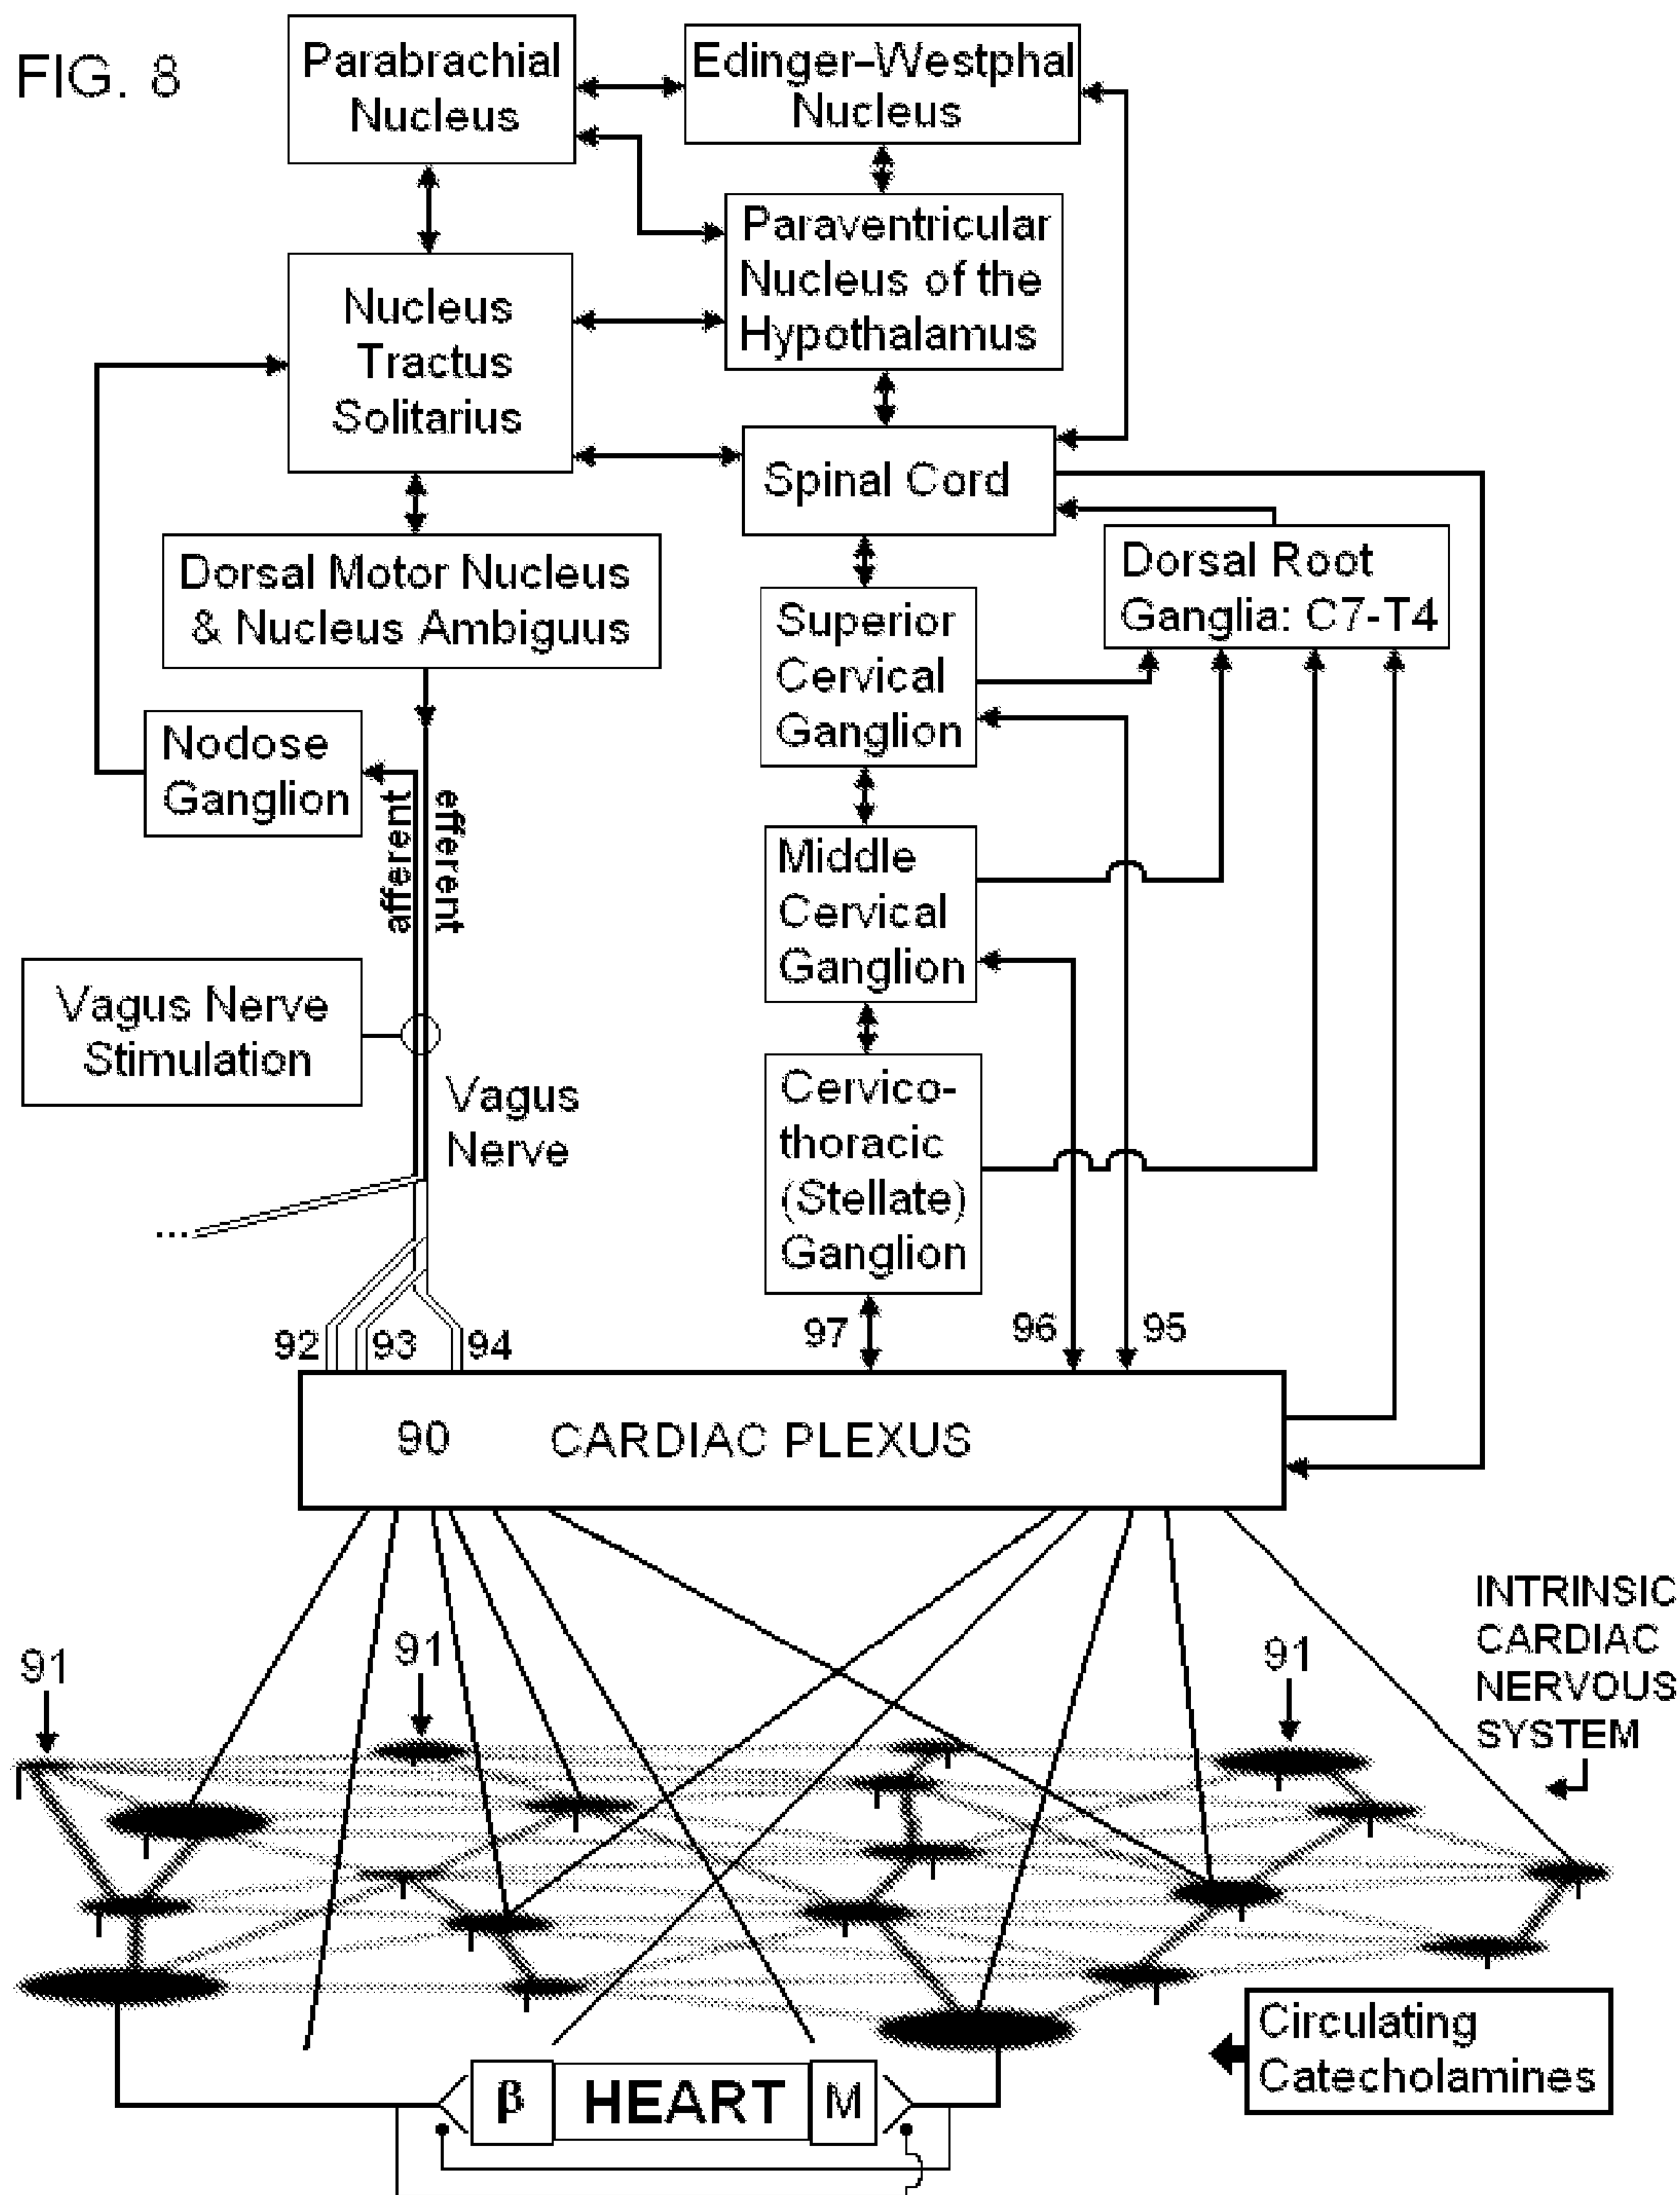 FIG. 8
Parabrachial
Nucleus
Edinger–Westphal
Nucleus
Paraventricular
Nucleus of the
Hypothalamus
Nucleus
Tractus
Solitarius
Spinal Cord
Dorsal Motor Nucleus
& Nucleus Ambiguus
Dorsal Root
Ganglia: C7-T4
Superior
Cervical
Ganglion
Nodose
Ganglion
afferent
efferent
Middle
Cervical
Ganglion
Vagus Nerve
Stimulation
Vagus
Nerve
Cervico-
thoracic
(Stellate)
Ganglion
...
92
93
94
97
96
95
90
CARDIAC PLEXUS
INTRINSIC
CARDIAC
NERVOUS
SYSTEM
91
91
91
Circulating
Catecholamines
β
HEART
M